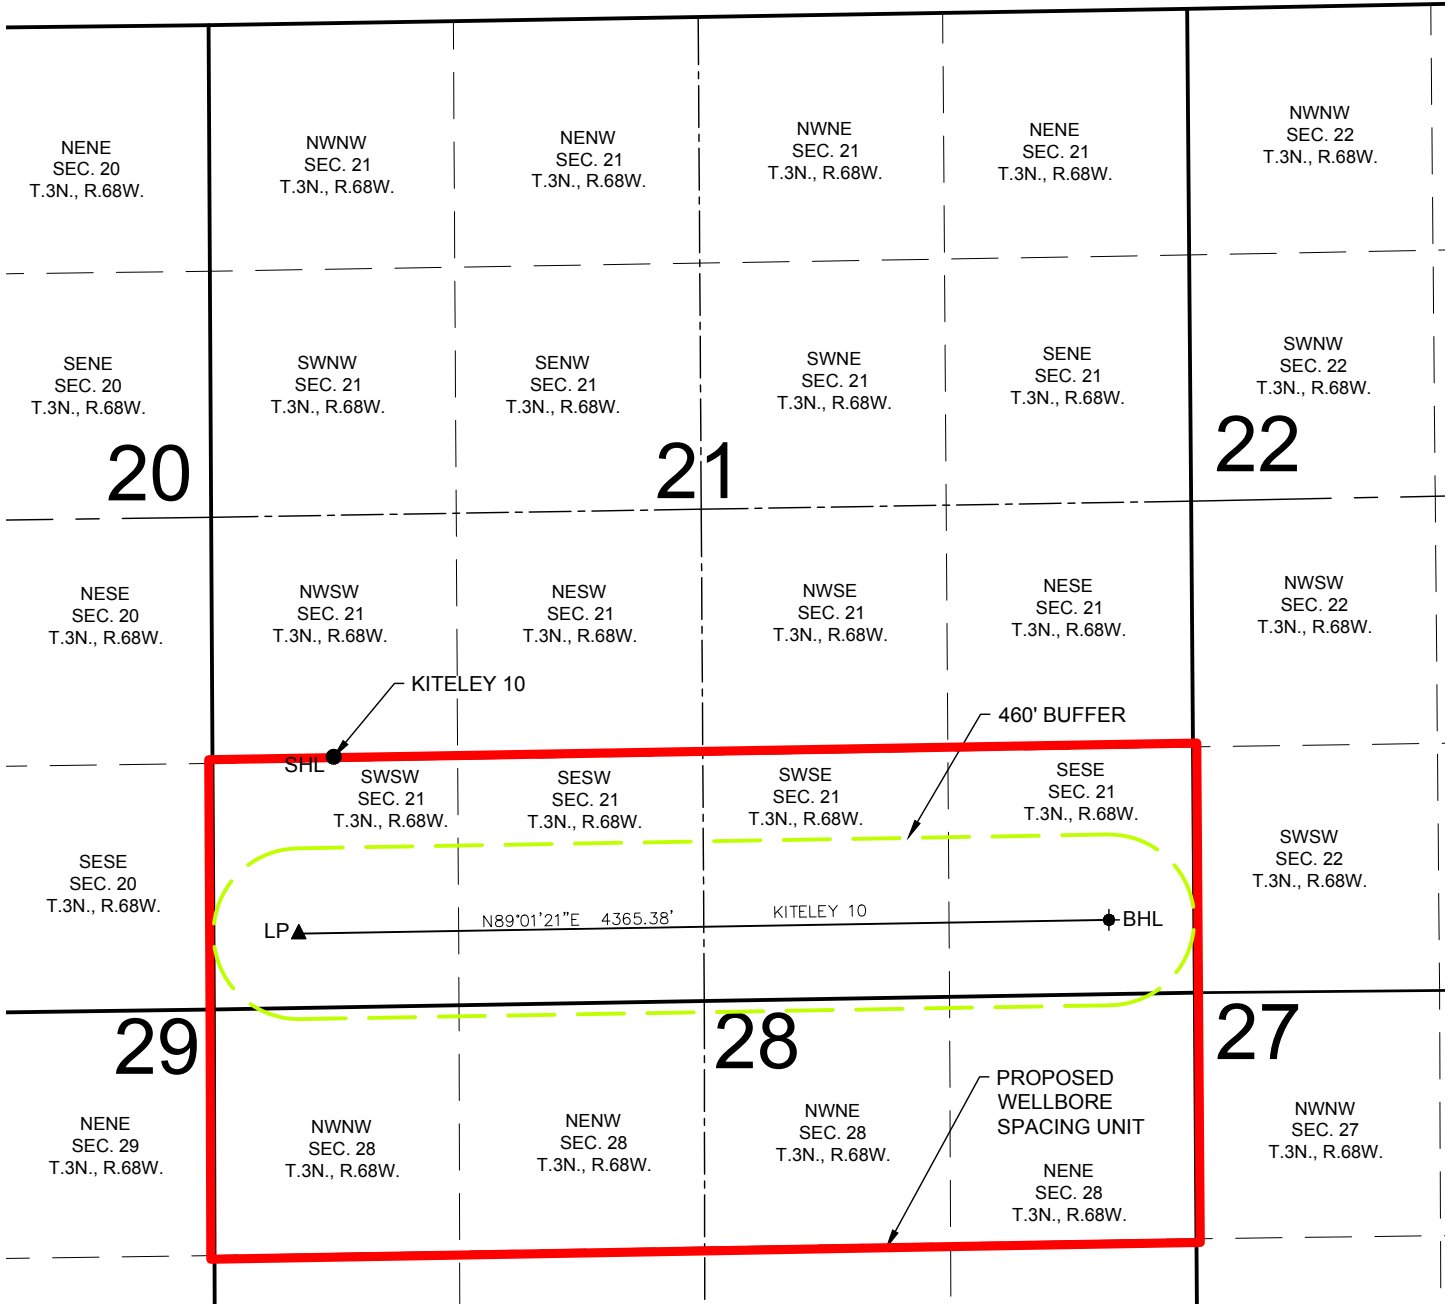 NENE
SEC. 20
T.3N., R.68W.
NWNW
SEC. 21
T.3N., R.68W.
NENW
SEC. 21
T.3N., R.68W.
NWNE
SEC. 21
T.3N., R.68W.
NENE
SEC. 21
T.3N., R.68W.
NWNW
SEC. 22
T.3N., R.68W.
SENE
SEC. 20
T.3N., R.68W.
SWNW
SEC. 21
T.3N., R.68W.
SENW
SEC. 21
T.3N., R.68W.
SWNE
SEC. 21
T.3N., R.68W.
SENE
SEC. 21
T.3N., R.68W.
SWNW
SEC. 22
T.3N., R.68W.
20
21
22
NESE
SEC. 20
T.3N., R.68W.
NWSW
SEC. 21
T.3N., R.68W.
NESW
SEC. 21
T.3N., R.68W.
NWSE
SEC. 21
T.3N., R.68W.
NESE
SEC. 21
T.3N., R.68W.
NWSW
SEC. 22
T.3N., R.68W.
KITELEY 10
460' BUFFER
SHL
SWSW
SEC. 21
T.3N., R.68W.
SESW
SEC. 21
T.3N., R.68W.
SWSE
SEC. 21
T.3N., R.68W.
SESE
SEC. 21
T.3N., R.68W.
SESE
SEC. 20
T.3N., R.68W.
SWSW
SEC. 22
T.3N., R.68W.
LP
N89°01'21"E 4365.38'
KITELEY 10
BHL
29
28
27
PROPOSED
WELLBORE
SPACING UNIT
NENE
SEC. 29
T.3N., R.68W.
NWNW
SEC. 28
T.3N., R.68W.
NENW
SEC. 28
T.3N., R.68W.
NWNE
SEC. 28
T.3N., R.68W.
NENE
SEC. 28
T.3N., R.68W.
NWNW
SEC. 27
T.3N., R.68W.